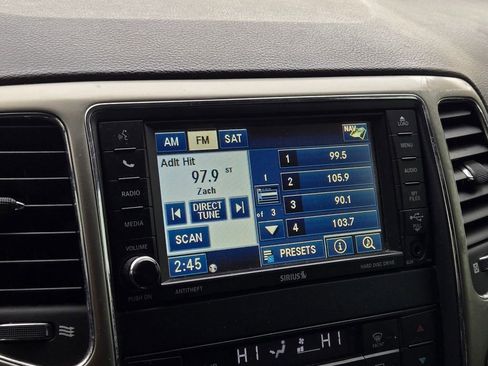 LOAD
AM FM SAT NAV
MENU
Adlt Hit
97.9 ST
Zach
1 99.5
2 105.9
3 90.1
4 103.7
1
of 3
DIRECT
TUNE
SCAN
2:45
PRESETS
RADIO
MEDIA
VOLUME
PUSH ON
ANTITHEFT
AUDIO
MY
FILES
SIRIUS
HARD DISC DRIVE
HI HI